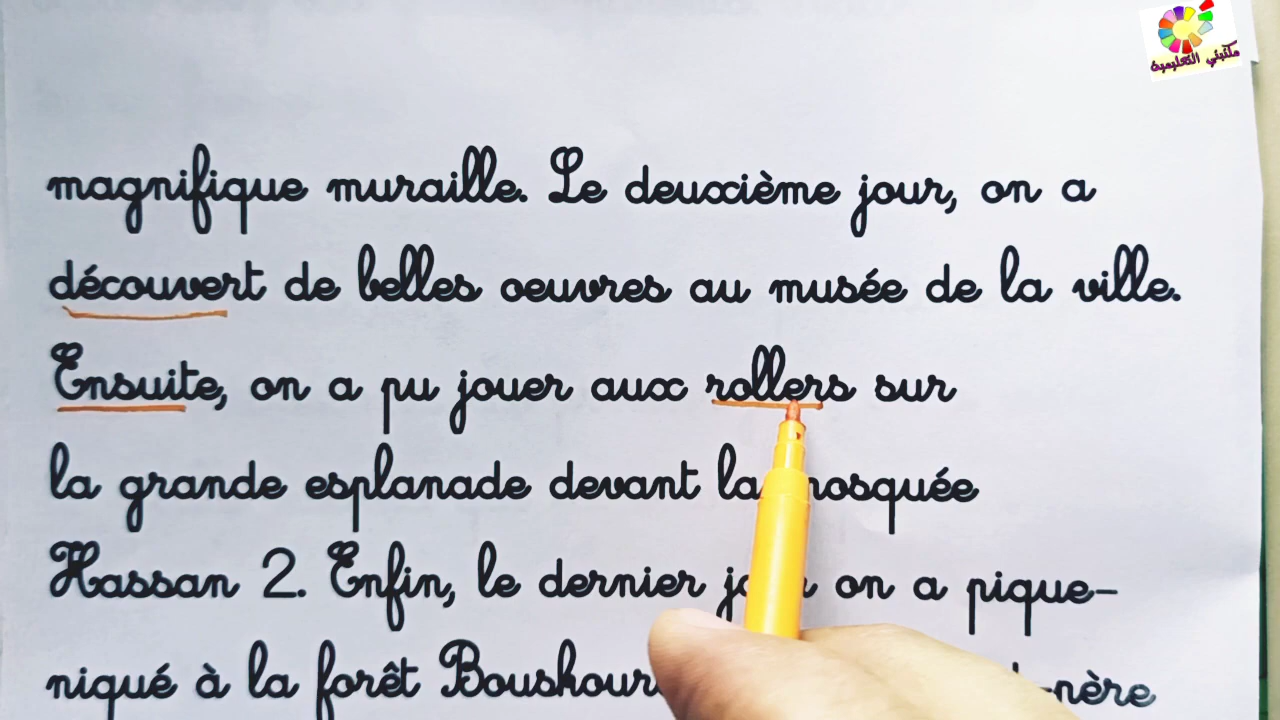 مكتبتي التعليمية
magnifique muraille. Le deuxième jour, on a
découvert de belles oeuvres au musée de la ville.
Ensuite, on a pu jouer aux rollers sur
la grande esplanade devant la mosquée
Hassan 2. Enfin, le dernier jour on a pique-
niqué à la forêt